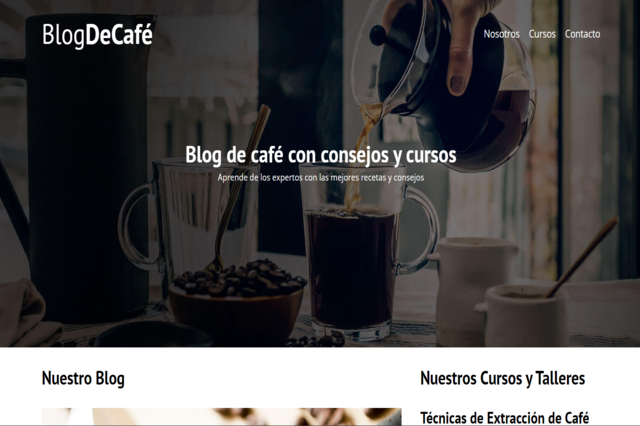 BlogDeCafé
Nosotros Cursos Contacto
Blog de café con consejos y cursos
Aprende de los expertos con las mejores recetas y consejos
Nuestro Blog
Nuestros Cursos y Talleres
Técnicas de Extracción de Café